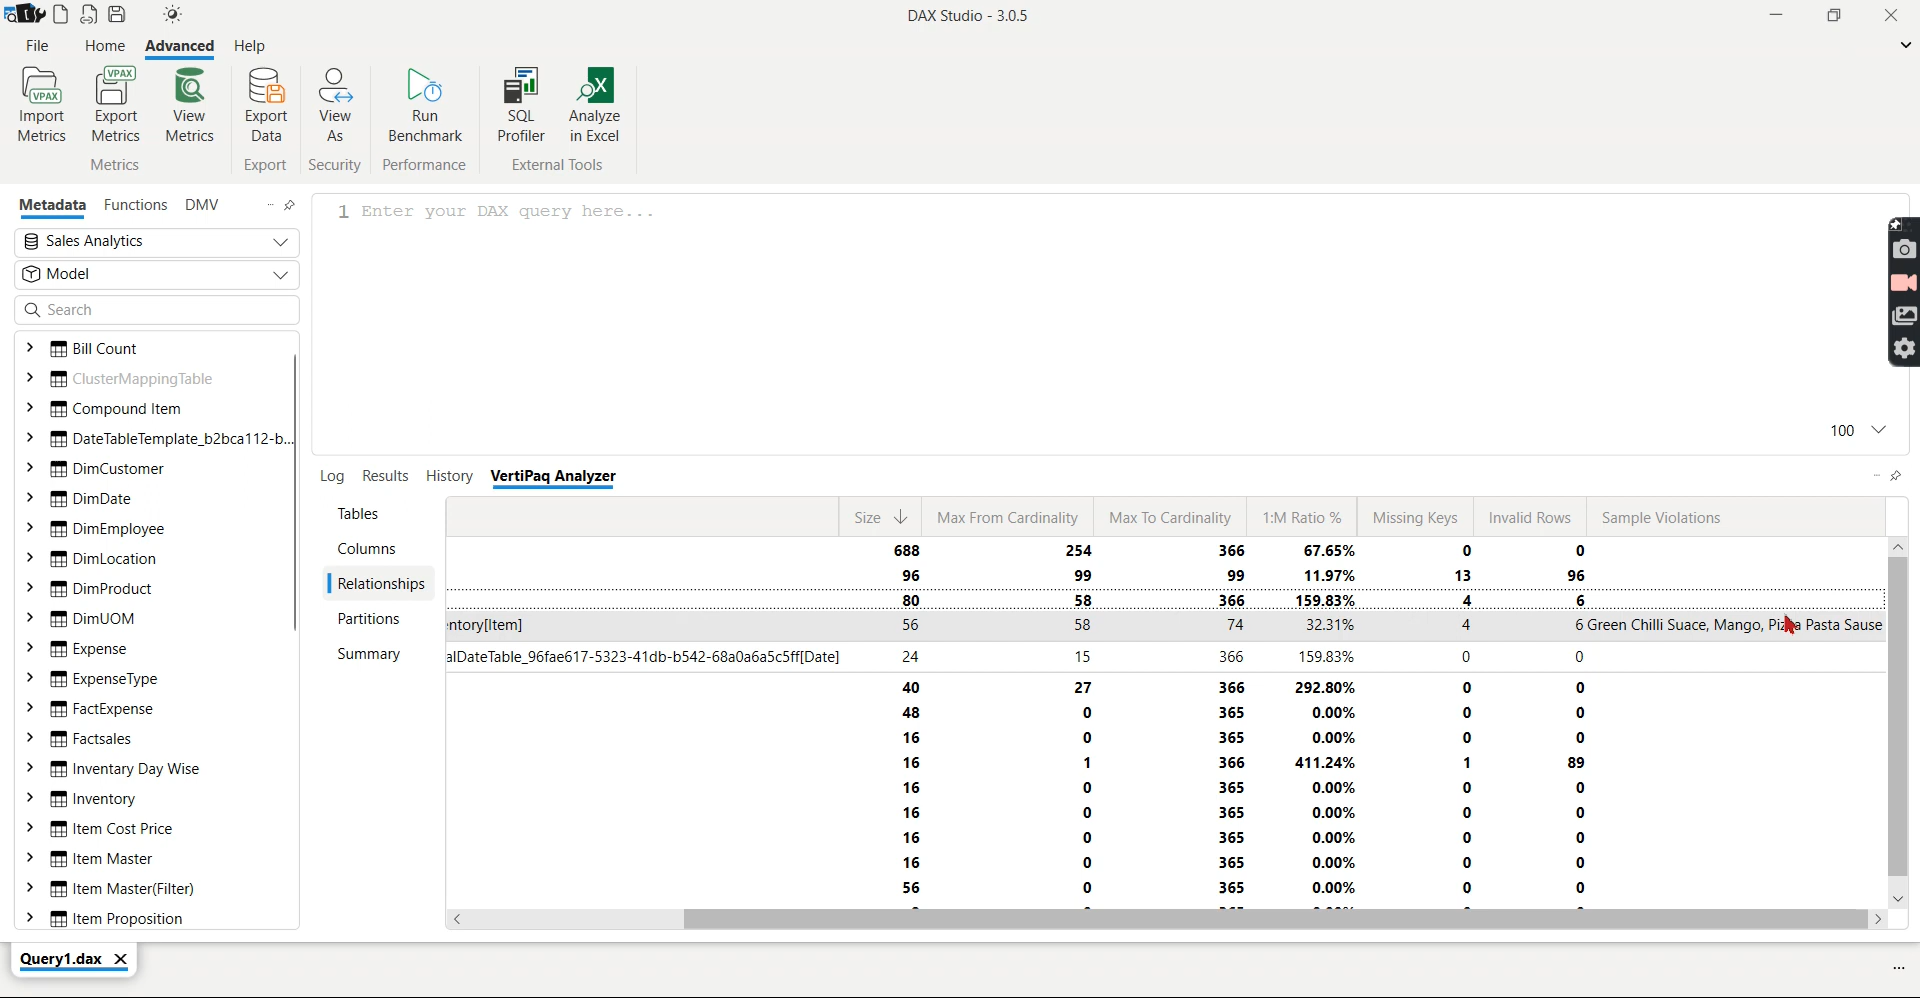 DAX Studio - 3.0.5
File Home Advanced Help
VPAX VPAX
Import Metrics Export Metrics View Metrics Export Data View As Run Benchmark SQL Profiler Analyze in Excel
Metrics Export Security Performance External Tools
Metadata Functions DMV
Sales Analytics
Model
Search
Bill Count
ClusterMappingTable
Compound Item
DateTableTemplate_b2bca112-b...
DimCustomer
DimDate
DimEmployee
DimLocation
DimProduct
DimUOM
Expense
ExpenseType
FactExpense
Factsales
Inventary Day Wise
Inventory
Item Cost Price
Item Master
Item Master(Filter)
Item Proposition
1 Enter your DAX query here...
100
Log Results History VertiPaq Analyzer
Tables
Columns
Relationships
Partitions
Summary
Size Max From Cardinality Max To Cardinality 1:M Ratio % Missing Keys Invalid Rows Sample Violations
688 254 366 67.65% 0 0
96 99 99 11.97% 13 96
80 58 366 159.83% 4 6
entory[Item] 56 58 74 32.31% 4 6 Green Chilli Suace, Mango, Pizza Pasta Sause
alDateTable_96fae617-5323-41db-b542-68a0a6a5c5ff[Date] 24 15 366 159.83% 0 0
40 27 366 292.80% 0 0
48 0 365 0.00% 0 0
16 0 365 0.00% 0 0
16 1 366 411.24% 1 89
16 0 365 0.00% 0 0
16 0 365 0.00% 0 0
16 0 365 0.00% 0 0
16 0 365 0.00% 0 0
56 0 365 0.00% 0 0
Query1.dax